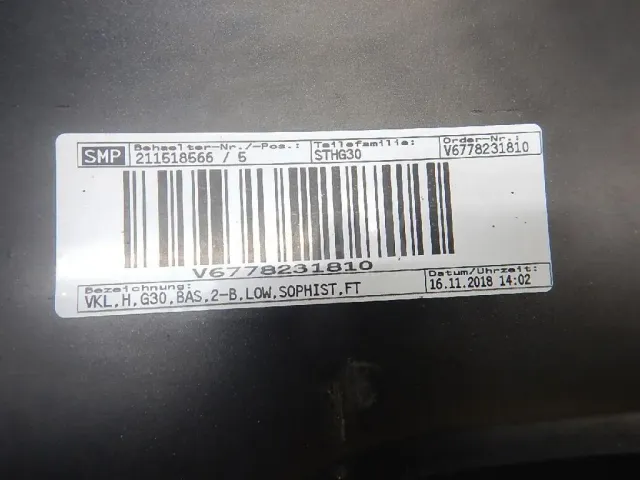 SMP
Behaelter-Nr./-Pos.: Teilefamilie: Order-Nr.:
211518566 / 5 STHG30 V6778231810
V6778231810
Bezeichnung: Datum/Uhrzeit:
VKL,H,G30,BAS,2-B,LOW,SOPHIST,FT 16.11.2018 14:02